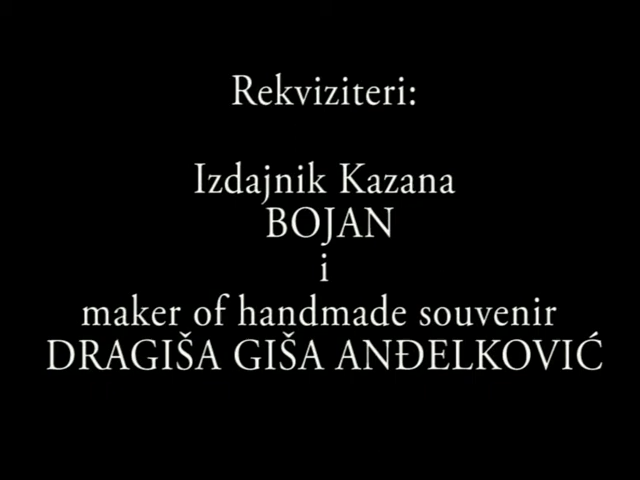 Rekviziteri:
Izdajnik Kazana
BOJAN
i
maker of handmade souvenir
DRAGIŠA GIŠA ANĐELKOVIĆ